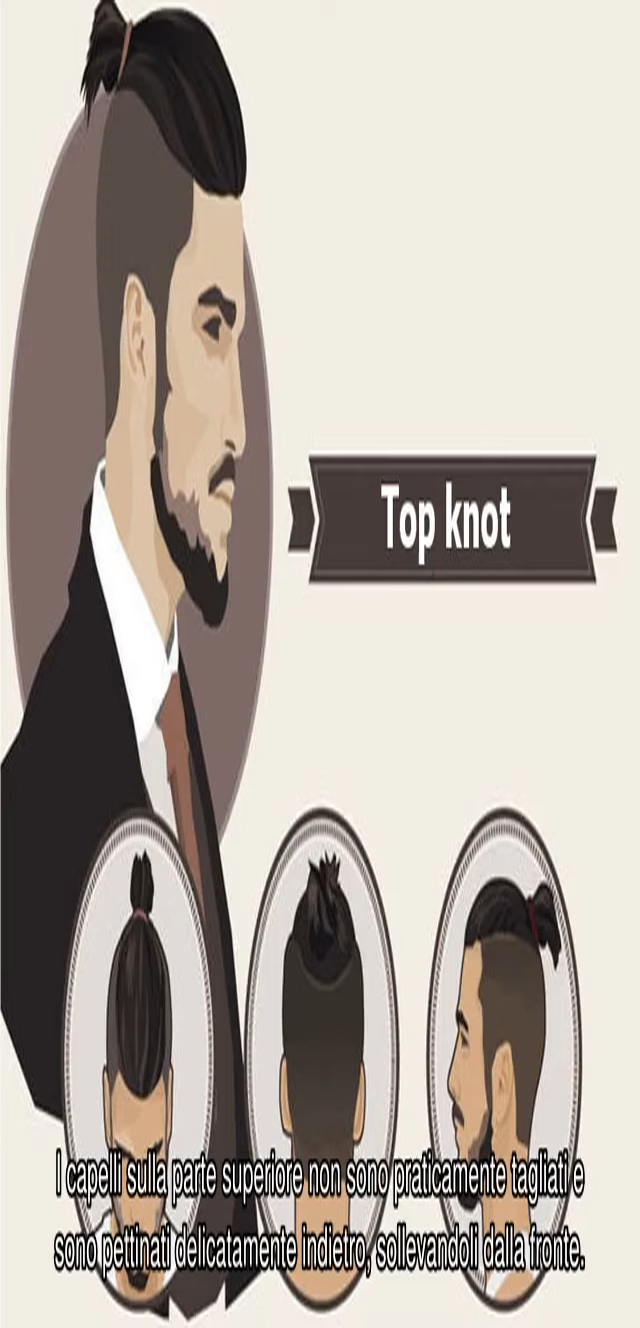 Top knot
I capelli sulla parte superiore non sono praticamente tagliati e
sono pettinati delicatamente indietro, sollevandoli dalla fronte.